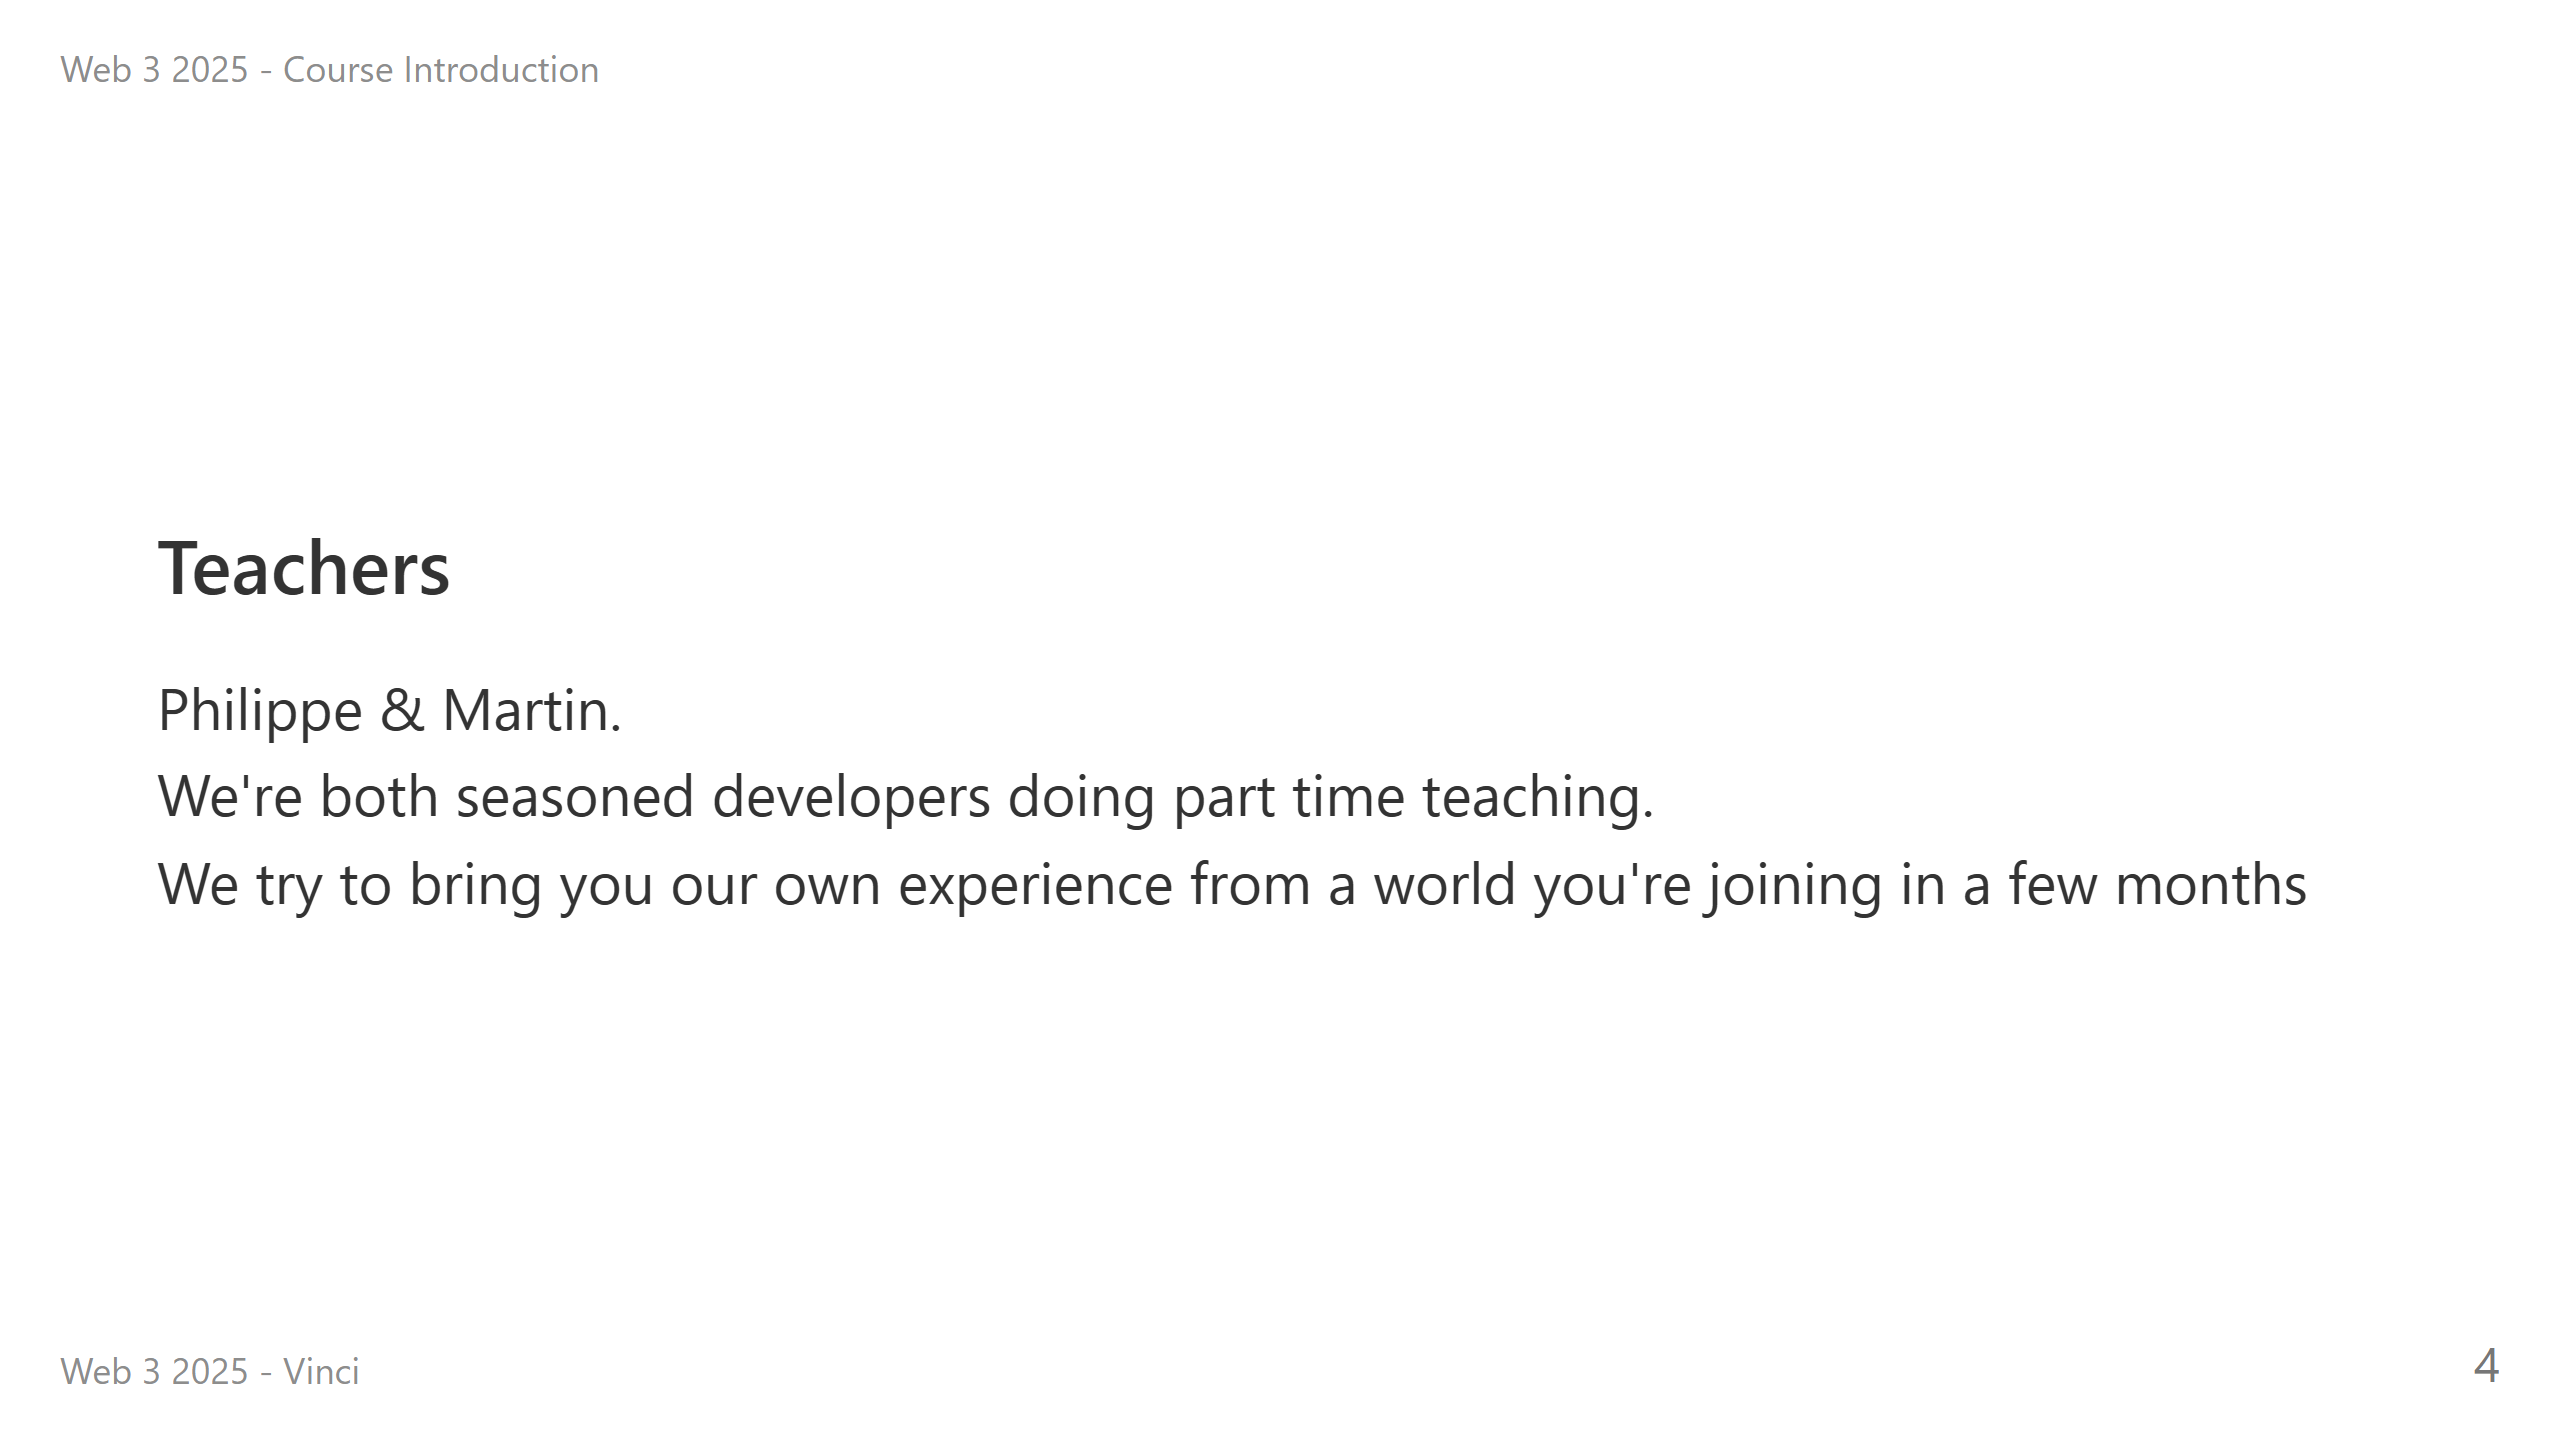 Web 3 2025 - Course Introduction
Teachers
Philippe & Martin.
We're both seasoned developers doing part time teaching.
We try to bring you our own experience from a world you're joining in a few months
Web 3 2025 - Vinci
4